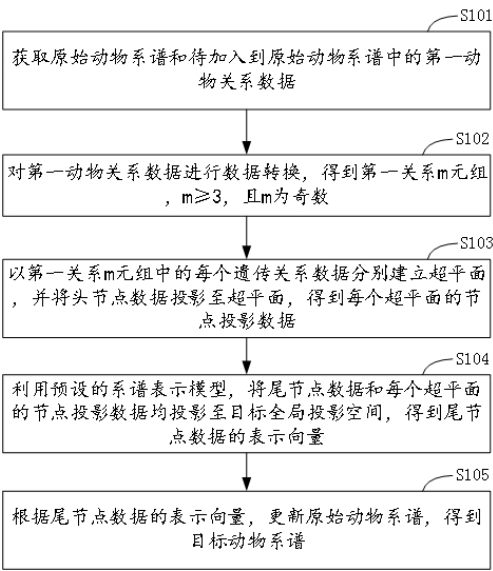 S101
获取原始动物系谱和待加入到原始动物系谱中的第一动
物关系数据
S102
对第一动物关系数据进行数据转换，得到第一关系m元组
，m≥3，且m为奇数
S103
以第一关系m元组中的每个遗传关系数据分别建立超平面
，并将头节点数据投影至超平面，得到每个超平面的节
点投影数据
S104
利用预设的系谱表示模型，将尾节点数据和每个超平面
的节点投影数据均投影至目标全局投影空间，得到尾节
点数据的表示向量
S105
根据尾节点数据的表示向量，更新原始动物系谱，得到
目标动物系谱